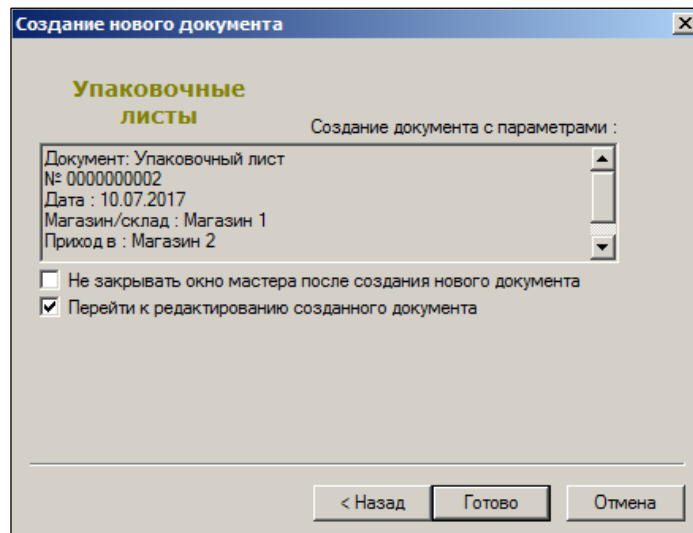 Создание нового документа
Упаковочные
листы
Создание документа с параметрами :
Документ: Упаковочный лист
№ 0000000002
Дата : 10.07.2017
Магазин/склад : Магазин 1
Приход в : Магазин 2
Не закрывать окно мастера после создания нового документа
Перейти к редактированию созданного документа
< Назад Готово Отмена